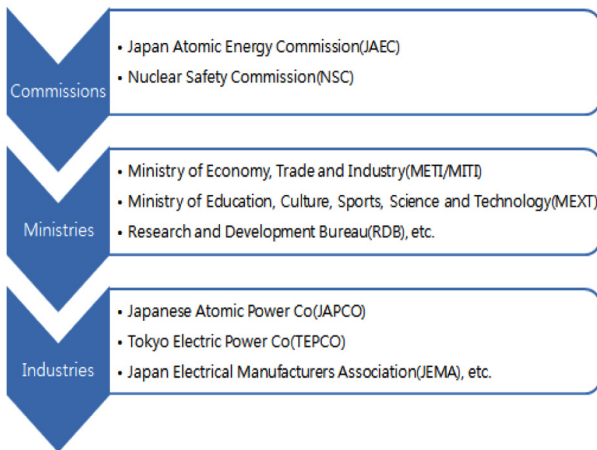 Commissions
• Japan Atomic Energy Commission(JAEC)
• Nuclear Safety Commission(NSC)
Ministries
• Ministry of Economy, Trade and Industry(METI/MITI)
• Ministry of Education, Culture, Sports, Science and Technology(MEXT)
• Research and Development Bureau(RDB), etc.
Industries
• Japanese Atomic Power Co(JAPCO)
• Tokyo Electric Power Co(TEPCO)
• Japan Electrical Manufacturers Association(JEMA), etc.